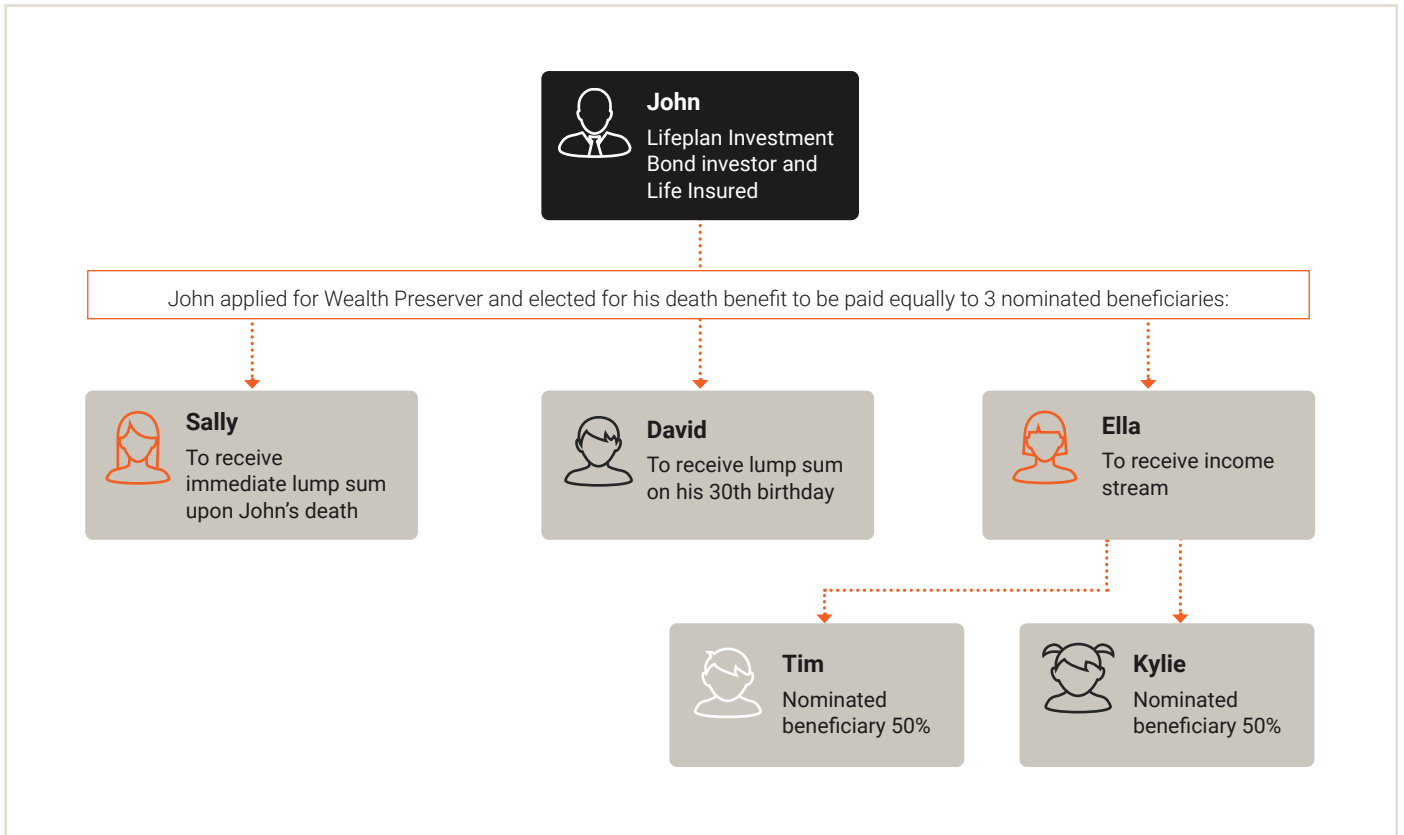 John
Lifeplan Investment
Bond investor and
Life Insured
John applied for Wealth Preserver and elected for his death benefit to be paid equally to 3 nominated beneficiaries:
Sally
To receive
immediate lump sum
upon John's death
David
To receive lump sum
on his 30th birthday
Ella
To receive income
stream
Tim
Nominated
beneficiary 50%
Kylie
Nominated
beneficiary 50%